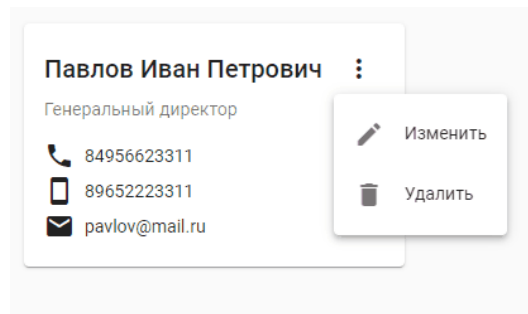 Павлов Иван Петрович
Генеральный директор
84956623311
89652223311
pavlov@mail.ru
Изменить
Удалить